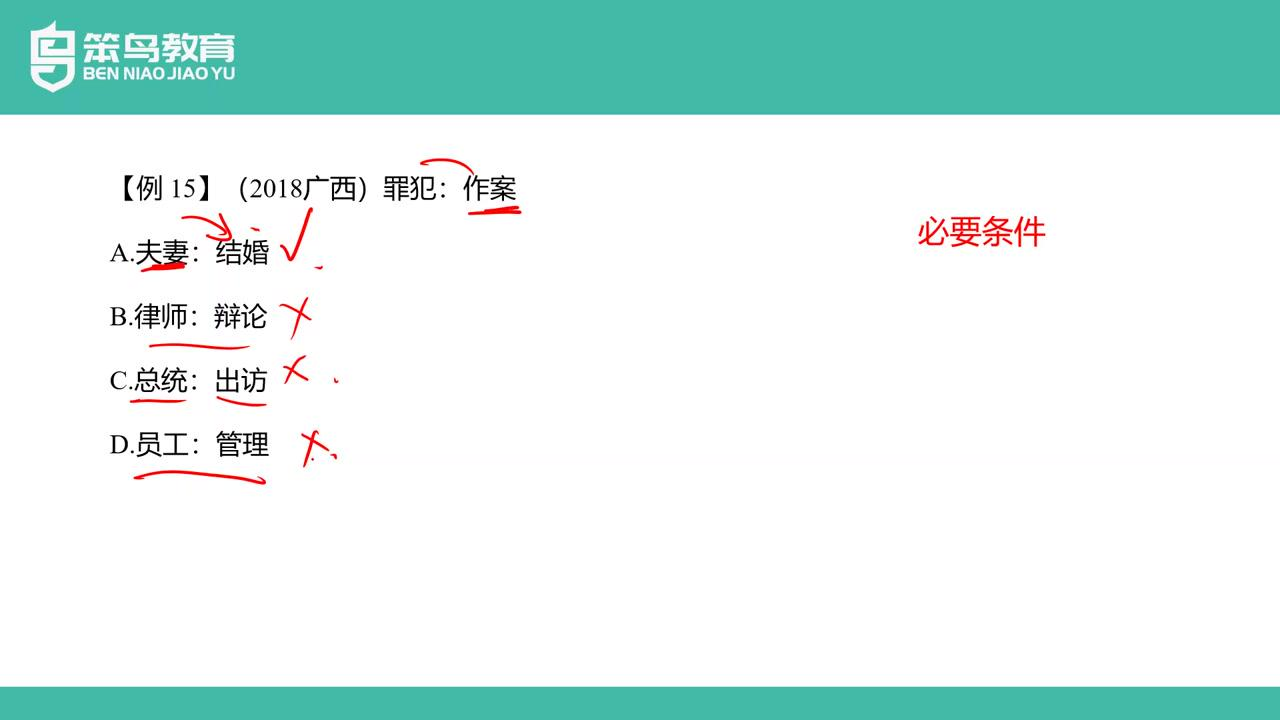 笨鸟教育
BEN NIAO JIAO YU
【例 15】（2018广西）罪犯：作案
必要条件
A.夫妻：结婚
B.律师：辩论
C.总统：出访
D.员工：管理